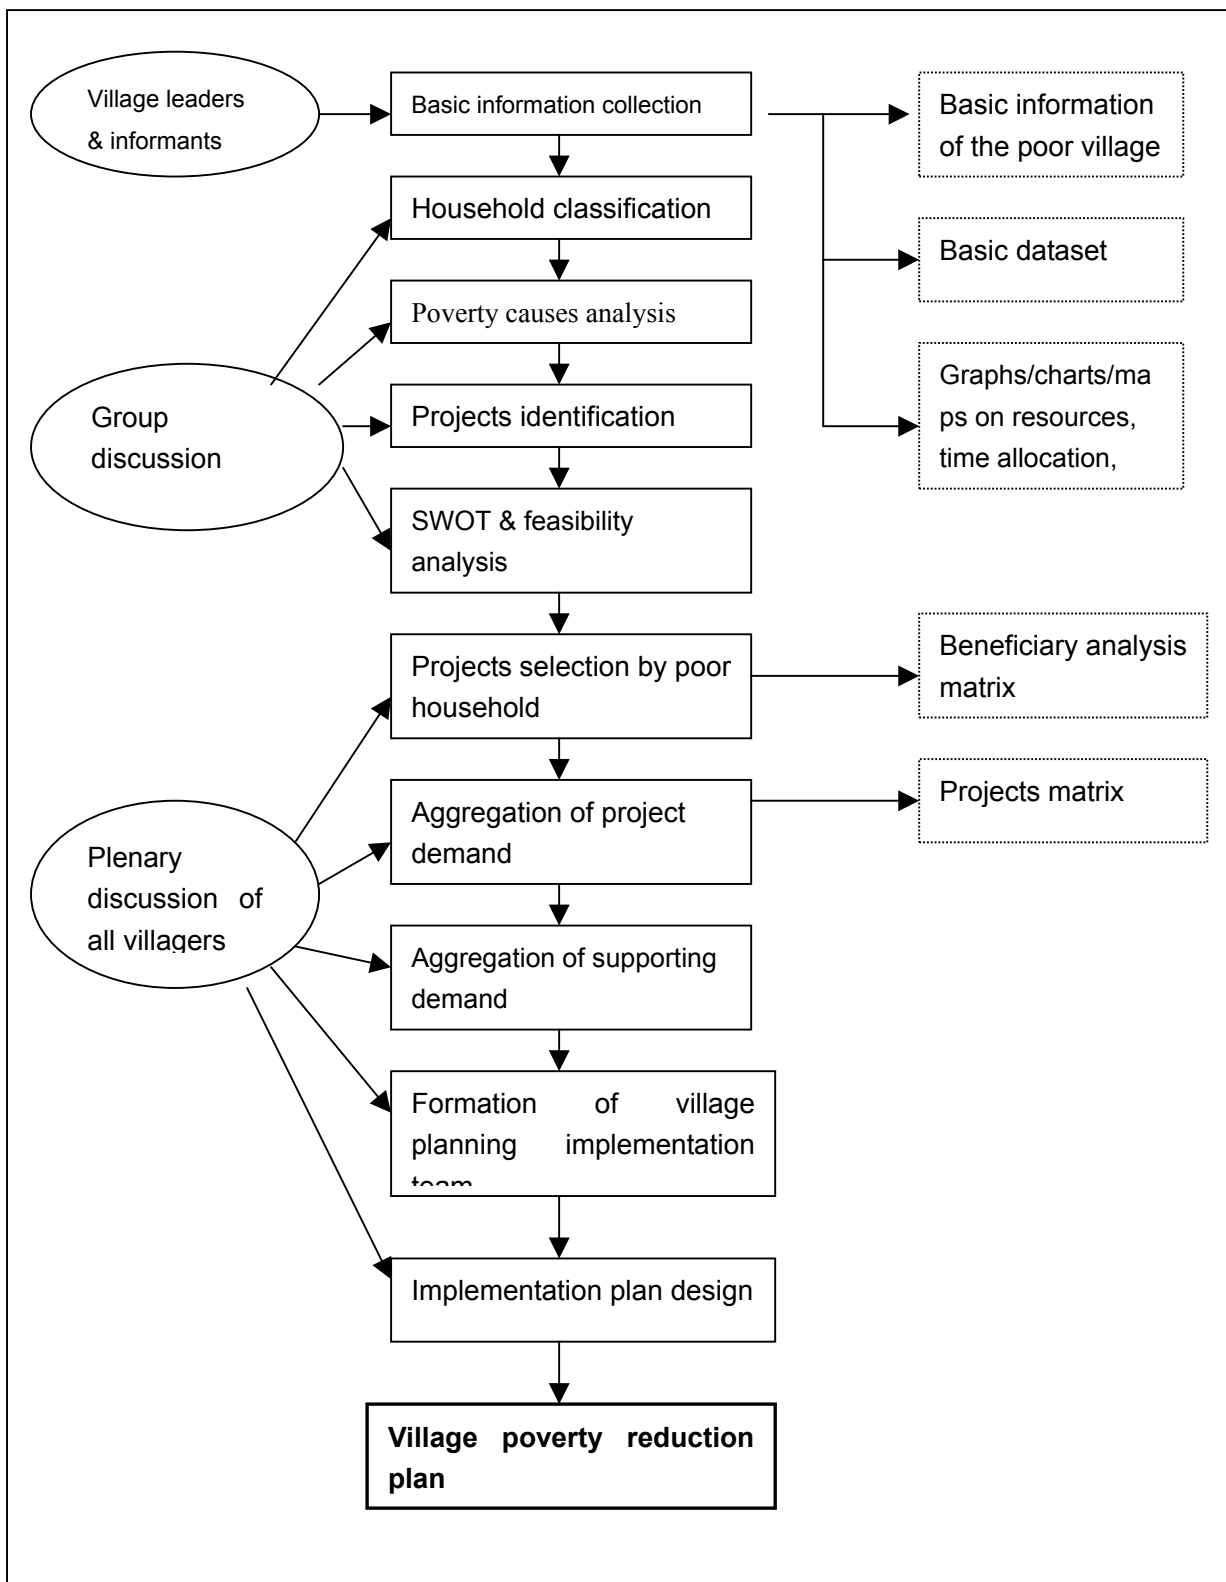 Village leaders
& informants
Basic information collection
Basic information
of the poor village
Household classification
Basic dataset
Poverty causes analysis
Graphs/charts/ma
ps on resources,
time allocation,
Group
discussion
Projects identification
SWOT & feasibility
analysis
Projects selection by poor
household
Beneficiary analysis
matrix
Aggregation of project
demand
Projects matrix
Plenary
discussion of
all villagers
Aggregation of supporting
demand
Formation of village
planning implementation
team
Implementation plan design
Village poverty reduction
plan